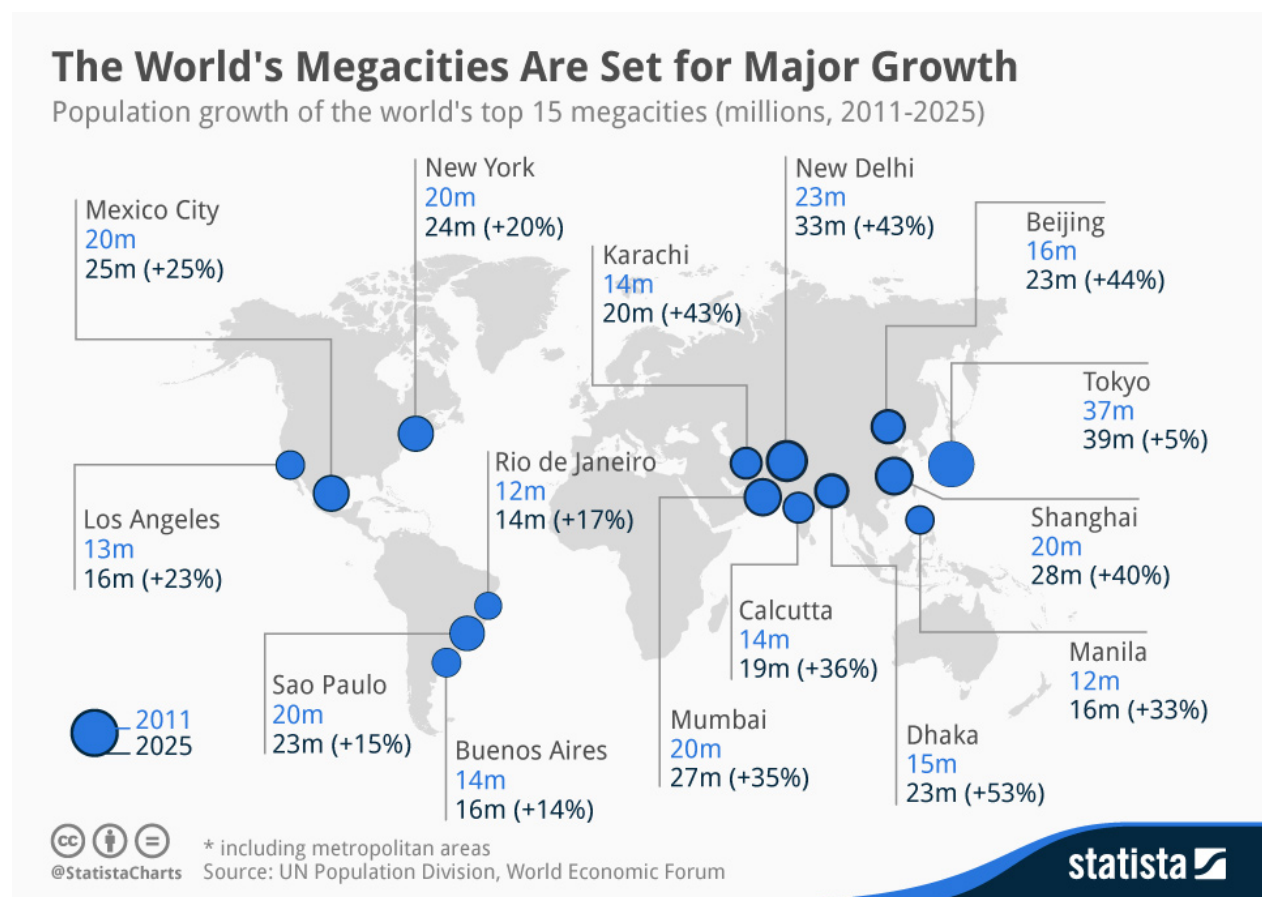 The World's Megacities Are Set for Major Growth
Population growth of the world's top 15 megacities (millions, 2011-2025)
Mexico City
20m
25m (+25%)
New York
20m
24m (+20%)
Karachi
14m
20m (+43%)
New Delhi
23m
33m (+43%)
Beijing
16m
23m (+44%)
Tokyo
37m
39m (+5%)
Los Angeles
13m
16m (+23%)
Rio de Janeiro
12m
14m (+17%)
Shanghai
20m
28m (+40%)
Calcutta
14m
19m (+36%)
Manila
12m
16m (+33%)
Sao Paulo
20m
23m (+15%)
Buenos Aires
14m
16m (+14%)
Mumbai
20m
27m (+35%)
Dhaka
15m
23m (+53%)
2011
2025
cc
@StatistaCharts
* including metropolitan areas
Source: UN Population Division, World Economic Forum
statista